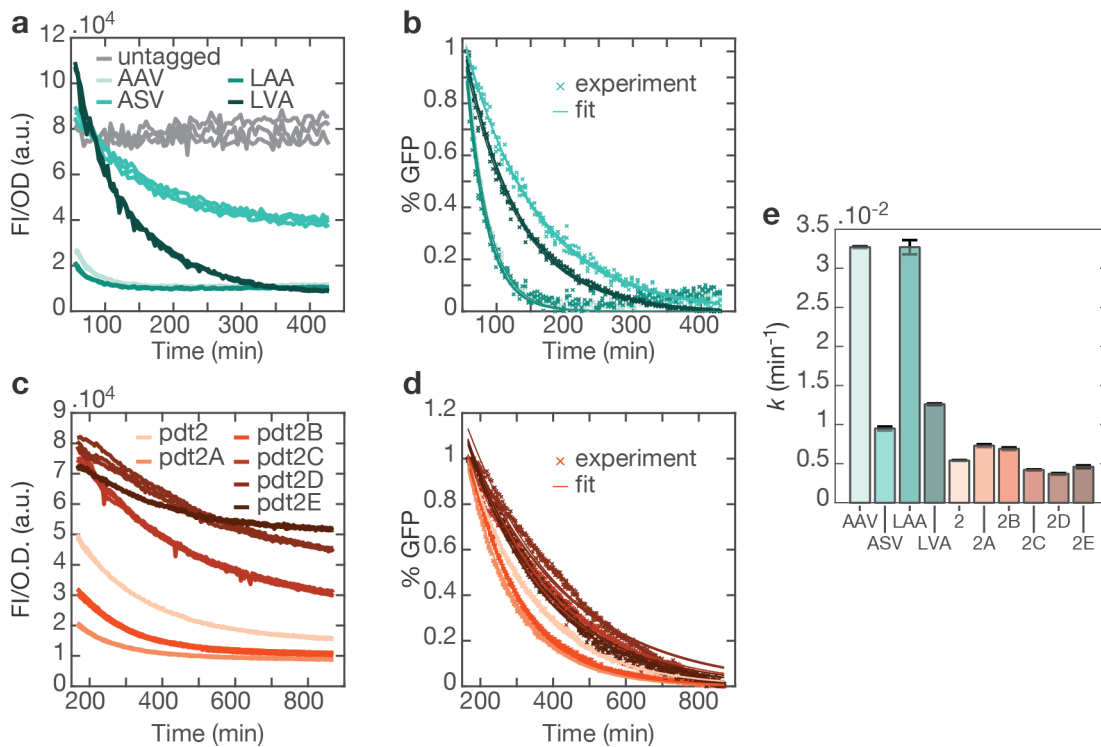 a
.10⁴
12
10
8
6
4
2
0
FI/OD (a.u.)
untagged
AAV
LAA
ASV
LVA
100
200
300
400
Time (min)
b
1
0.8
0.6
0.4
0.2
0
% GFP
experiment
fit
100
200
300
400
Time (min)
c
.10⁴
9
8
7
6
5
4
3
2
1
0
FI/O.D. (a.u.)
pdt2
pdt2B
pdt2A
pdt2C
pdt2D
pdt2E
200
400
600
800
Time (min)
d
1.2
1
0.8
0.6
0.4
0.2
0
% GFP
experiment
fit
200
400
600
800
Time (min)
e
.10⁻²
3.5
3
2.5
2
1.5
1
0.5
0
k (min⁻¹)
AAV
LAA
2
2B
2D
ASV
LVA
2A
2C
2E